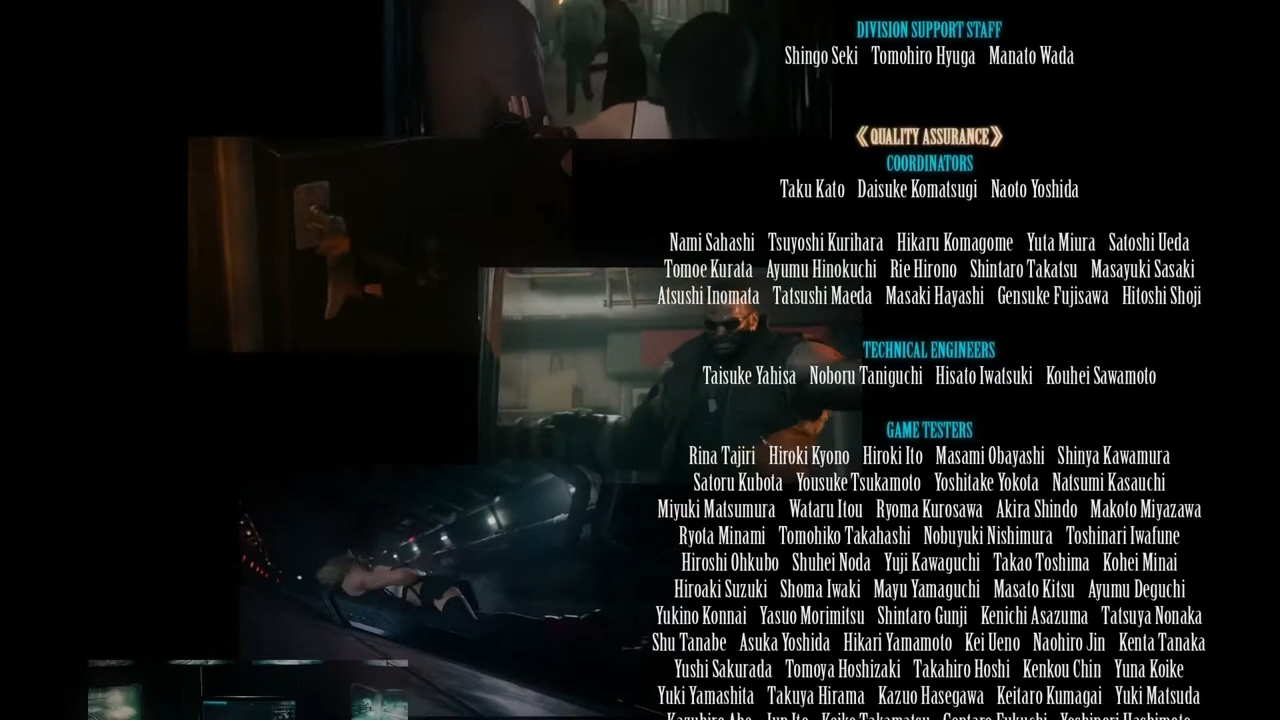 DIVISION SUPPORT STAFF
Shingo Seki Tomohiro Hyuga Manato Wada
《QUALITY ASSURANCE》
COORDINATORS
Taku Kato Daisuke Komatsugi Naoto Yoshida
Nami Sahashi Tsuyoshi Kurihara Hikaru Komagome Yuta Miura Satoshi Ueda
Tomoe Kurata Ayumu Hinokuchi Rie Hirono Shintaro Takatsu Masayuki Sasaki
Atsushi Inomata Tatsushi Maeda Masaki Hayashi Gensuke Fujisawa Hitoshi Shoji
TECHNICAL ENGINEERS
Taisuke Yahisa Noboru Taniguchi Hisato Iwatsuki Kouhei Sawamoto
GAME TESTERS
Rina Tajiri Hiroki Kyono Hiroki Ito Masami Obayashi Shinya Kawamura
Satoru Kubota Yousuke Tsukamoto Yoshitake Yokota Natsumi Kasauchi
Miyuki Matsumura Wataru Itou Ryoma Kurosawa Akira Shindo Makoto Miyazawa
Ryota Minami Tomohiko Takahashi Nobuyuki Nishimura Toshinari Iwafune
Hiroshi Ohkubo Shuhei Noda Yuji Kawaguchi Takao Toshima Kohei Minai
Hiroaki Suzuki Shoma Iwaki Mayu Yamaguchi Masato Kitsu Ayumu Deguchi
Yukino Konnai Yasuo Morimitsu Shintaro Gunji Kenichi Asazuma Tatsuya Nonaka
Shu Tanabe Asuka Yoshida Hikari Yamamoto Kei Ueno Naohiro Jin Kenta Tanaka
Yushi Sakurada Tomoya Hoshizaki Takahiro Hoshi Kenkou Chin Yuna Koike
Yuki Yamashita Takuya Hirama Kazuo Hasegawa Keitaro Kumagai Yuki Matsuda